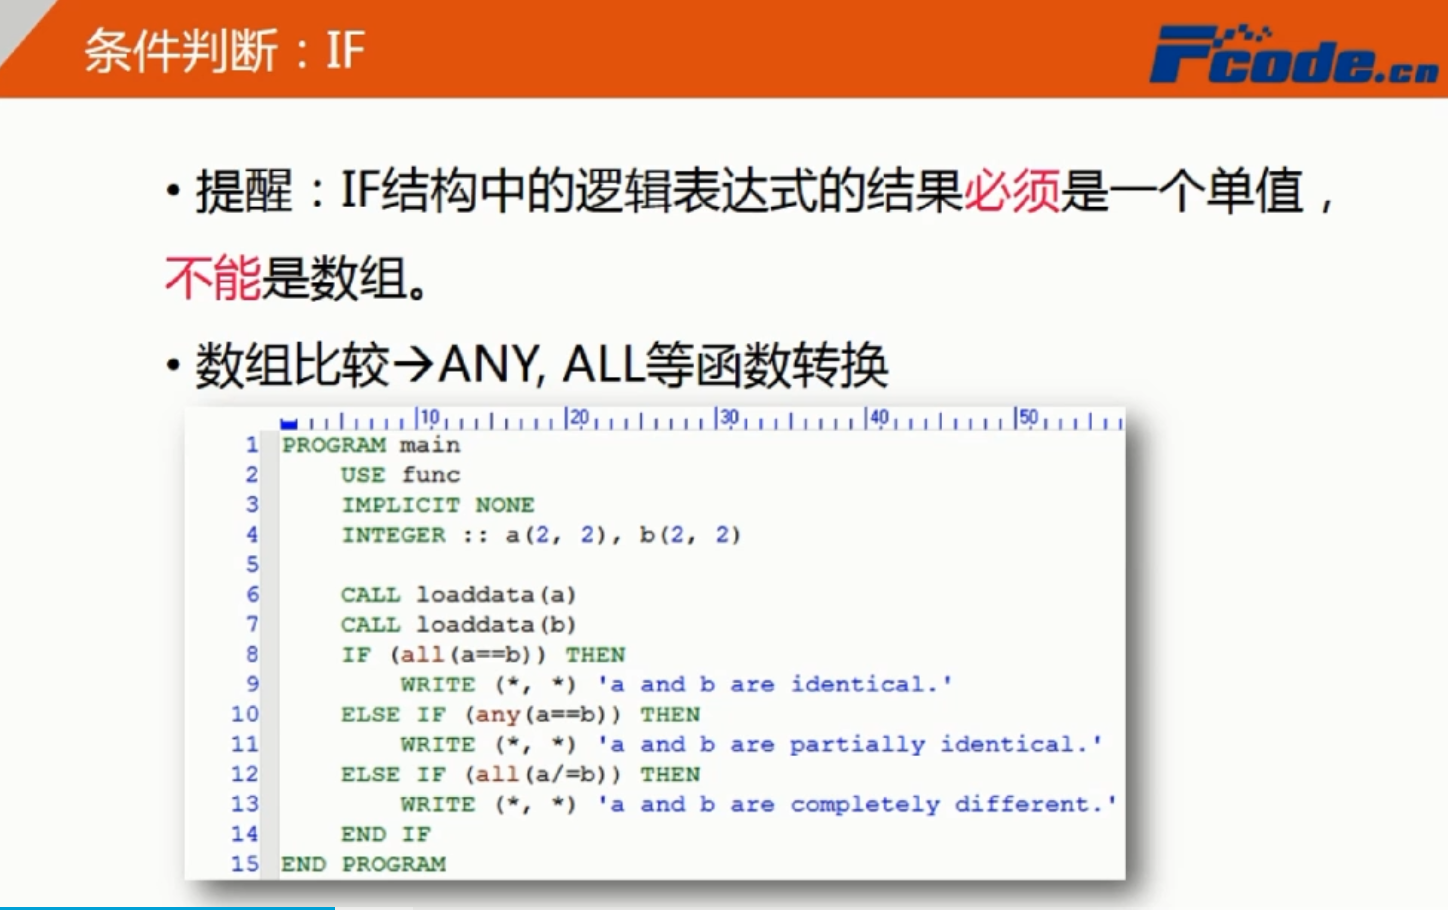 条件判断：IF
Fcode.cn
• 提醒：IF结构中的逻辑表达式的结果必须是一个单值，
不能是数组。
• 数组比较→ANY, ALL等函数转换
10 20 30 40 50
1 PROGRAM main
2     USE func
3     IMPLICIT NONE
4     INTEGER :: a(2, 2), b(2, 2)
5
6     CALL loaddata(a)
7     CALL loaddata(b)
8     IF (all(a==b)) THEN
9         WRITE (*, *) 'a and b are identical.'
10     ELSE IF (any(a==b)) THEN
11         WRITE (*, *) 'a and b are partially identical.'
12     ELSE IF (all(a/=b)) THEN
13         WRITE (*, *) 'a and b are completely different.'
14     END IF
15 END PROGRAM